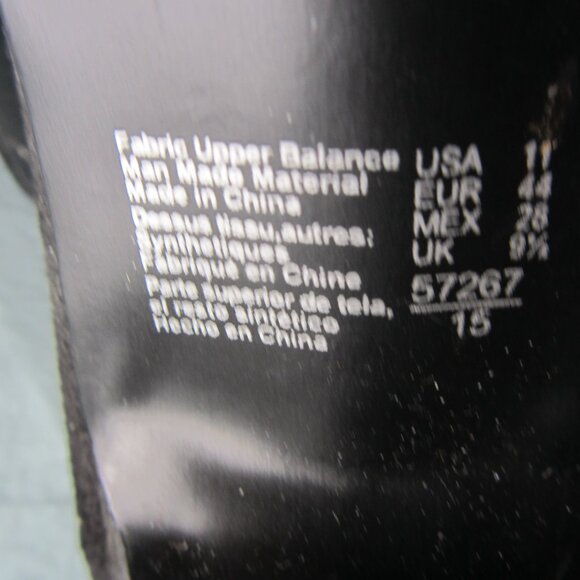 Fabric Upper Balance
Man Made Material
Made in China
Dessus tissu,autres:
Synthetiques
Fabrique en Chine
Parte superior de tela,
el resto sintético
Hecho en China
USA 11
EUR 44
MEX 28
UK 9½
57267
15